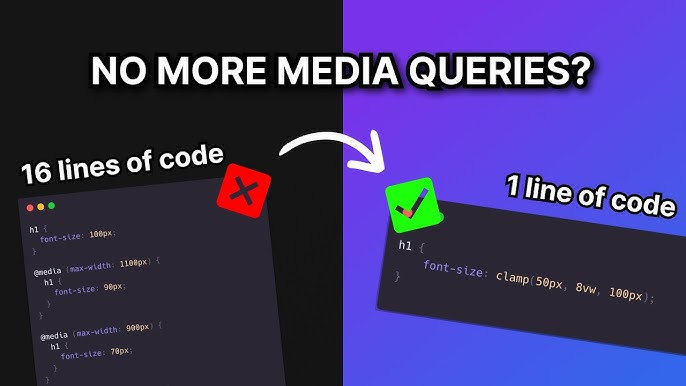 NO MORE MEDIA QUERIES?
16 lines of code
h1 {
font-size: 100px;
}
@media (max-width: 1100px) {
h1 {
font-size: 90px;
}
}
@media (max-width: 900px) {
h1 {
font-size: 70px;
}
1 line of code
h1 {
font-size: clamp(50px, 8vw, 100px);
}